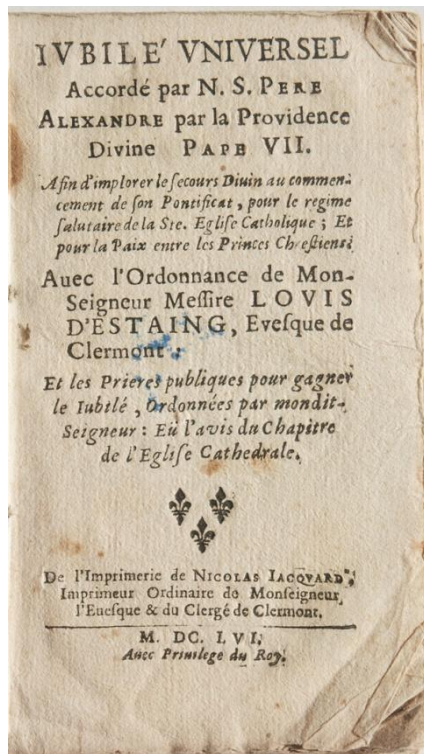 IVBILE' VNIVERSEL
Accordé par N. S. PERE
ALEXANDRE par la Providence
Divine PAPE VII.
Afin d'implorer le ſecours Diuin au commen-
cement de ſon Pontificat, pour le regime
ſalutaire de la Ste. Egliſe Catholique ; Et
pour la Paix entre les Princes Chreſtiens:
Auec l'Ordonnance de Mon-
Seigneur Meſſire LOVIS
D'ESTAING, Eveſque de
Clermont :
Et les Prieres publiques pour gagner
le Iubilé, Ordonnées par mondit-
Seigneur : Eù l'avis du Chapitre
de l'Egliſe Cathedrale.
De l'Imprimerie de NICOLAS IACQVARD,
Imprimeur Ordinaire de Monſeigneur
l'Eueſque & du Clergé de Clermont.
M. DC. LVI.
Auec Priuilege du Roy.